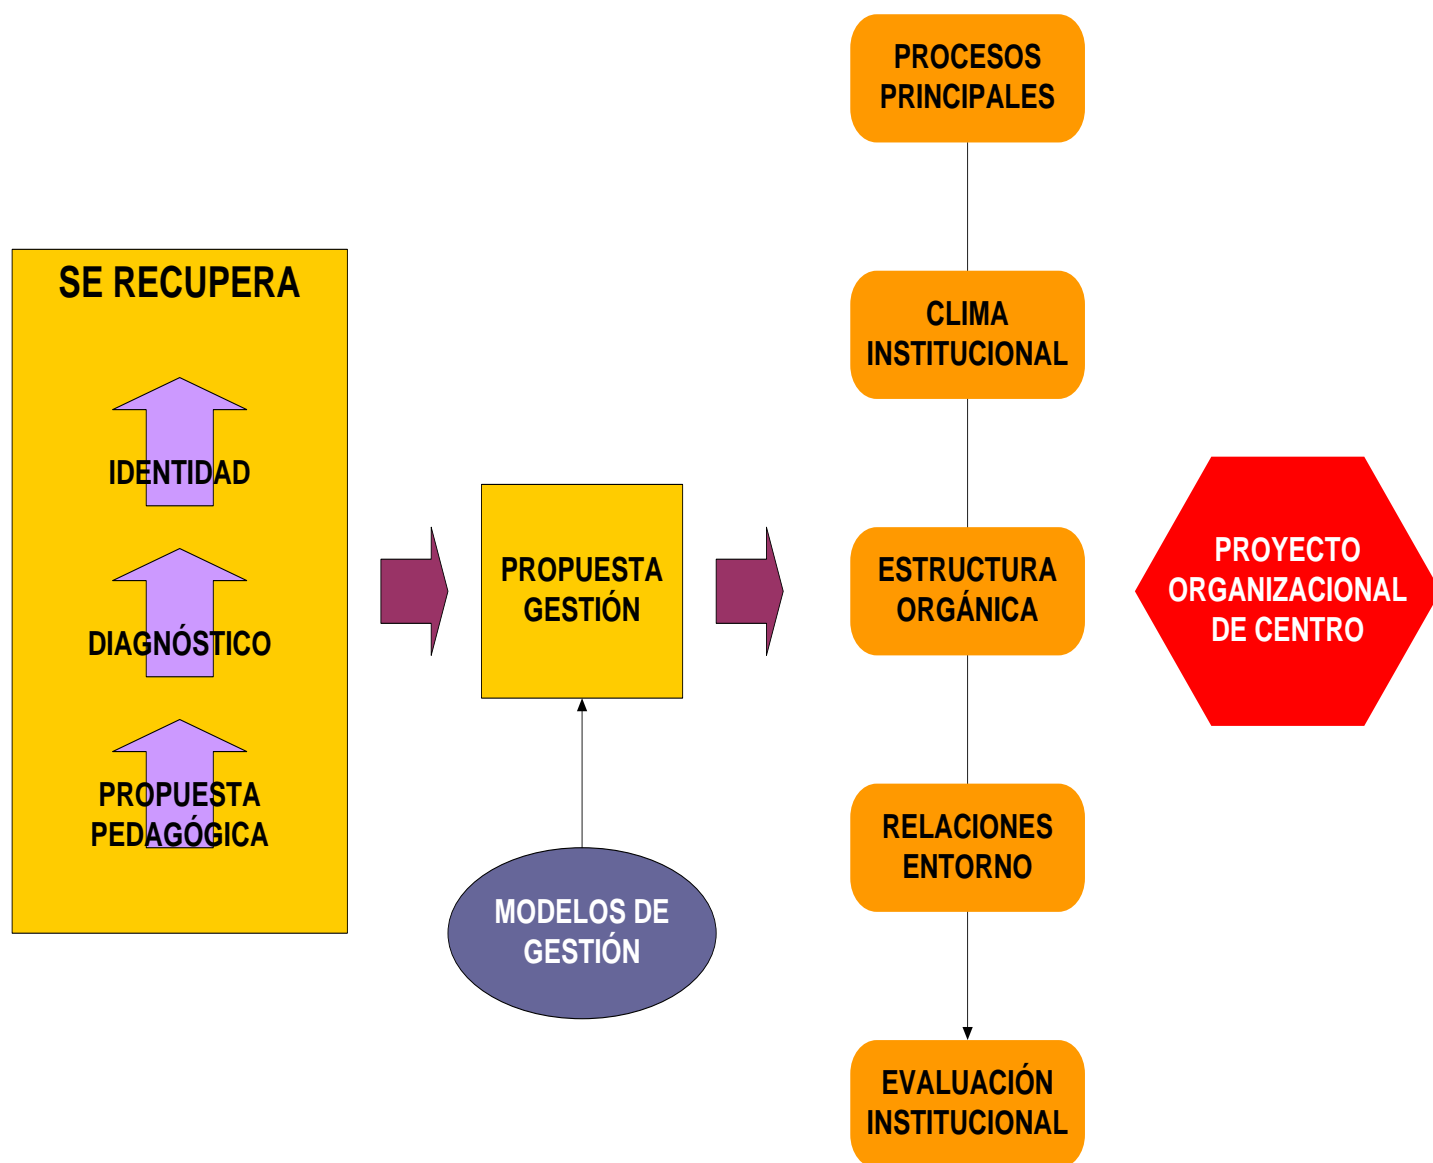 SE RECUPERA
IDENTIDAD
DIAGNÓSTICO
PROPUESTA
PEDAGÓGICA
PROPUESTA
GESTIÓN
MODELOS DE
GESTIÓN
PROCESOS
PRINCIPALES
CLIMA
INSTITUCIONAL
ESTRUCTURA
ORGÁNICA
RELACIONES
ENTORNO
EVALUACIÓN
INSTITUCIONAL
PROYECTO
ORGANIZACIONAL
DE CENTRO